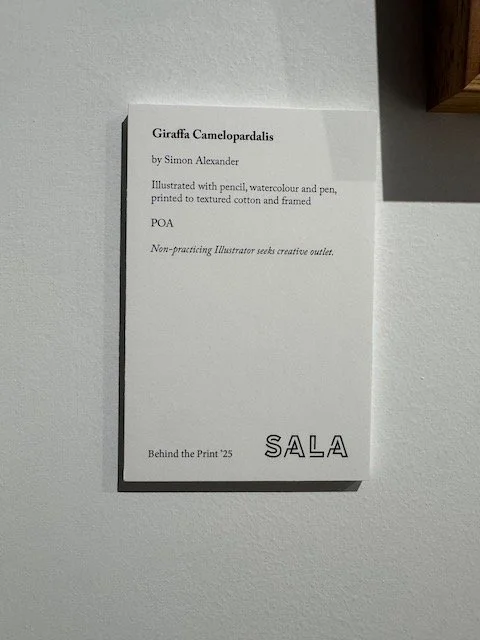 Giraffa Camelopardalis
by Simon Alexander
Illustrated with pencil, watercolour and pen,
printed to textured cotton and framed
POA
Non-practicing Illustrator seeks creative outlet.
Behind the Print '25
SALA